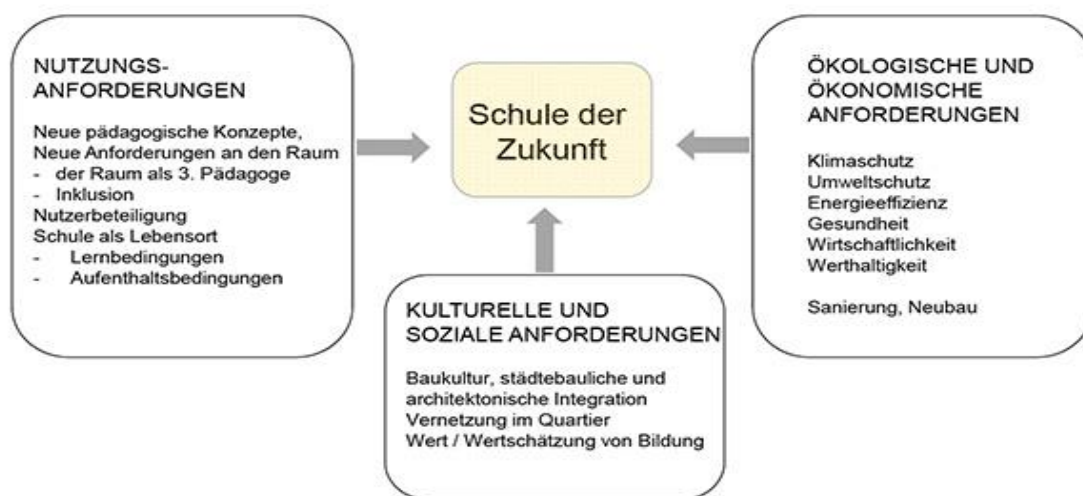 NUTZUNGS-
ANFORDERUNGEN
Neue pädagogische Konzepte,
Neue Anforderungen an den Raum
- der Raum als 3. Pädagoge
- Inklusion
Nutzerbeteiligung
Schule als Lebensort
- Lernbedingungen
- Aufenthaltsbedingungen
Schule der
Zukunft
ÖKOLOGISCHE UND
ÖKONOMISCHE
ANFORDERUNGEN
Klimaschutz
Umweltschutz
Energieeffizienz
Gesundheit
Wirtschaftlichkeit
Werthaltigkeit
Sanierung, Neubau
KULTURELLE UND
SOZIALE ANFORDERUNGEN
Baukultur, städtebauliche und
architektonische Integration
Vernetzung im Quartier
Wert / Wertschätzung von Bildung